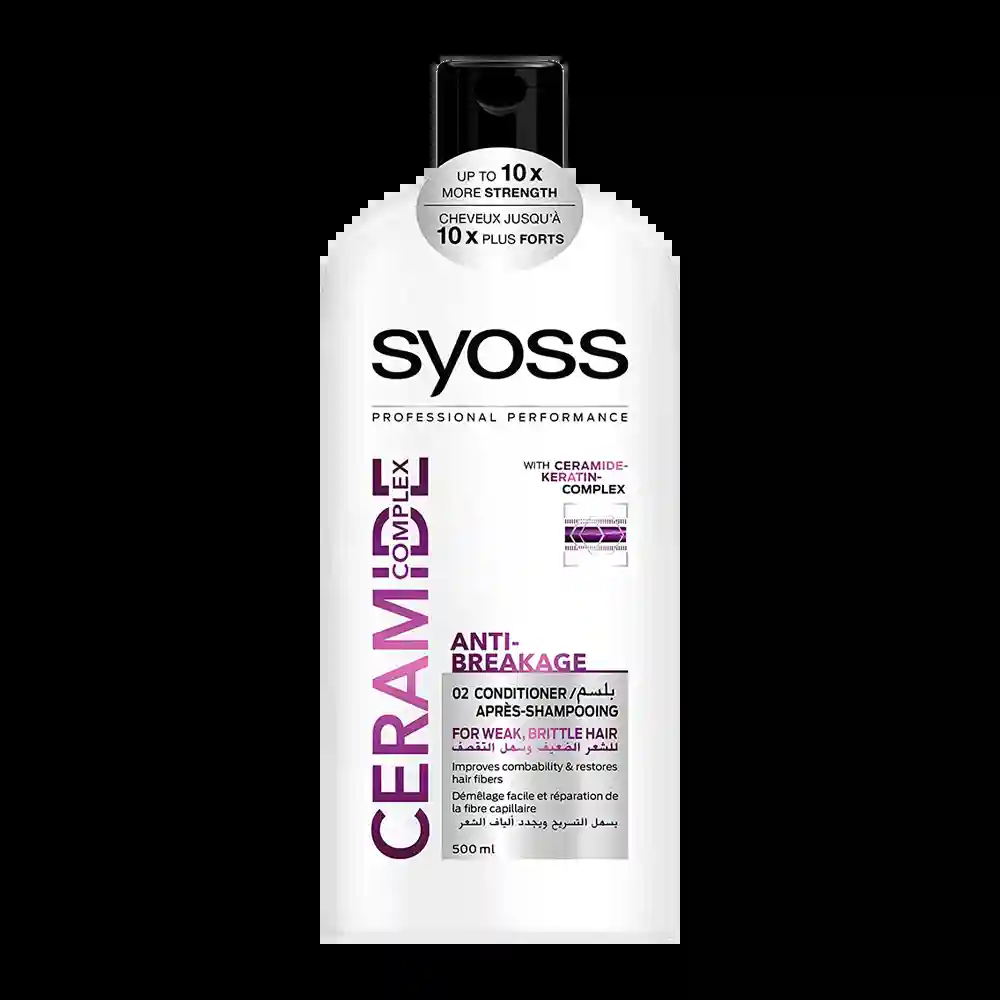 UP TO 10x
MORE STRENGTH
CHEVEUX JUSQU'À
10x PLUS FORTS
syoss
PROFESSIONAL PERFORMANCE
WITH CERAMIDE-
KERATIN-
COMPLEX
CERAMIDE
COMPLEX
ANTI-
BREAKAGE
02 CONDITIONER/بلسم
APRÈS-SHAMPOOING
FOR WEAK, BRITTLE HAIR
للشعر الضعيف وسهل التقصف
Improves combability & restores
hair fibers
Démêlage facile et réparation de
la fibre capillaire
يسهل التسريح ويجدد ألياف الشعر
500 ml